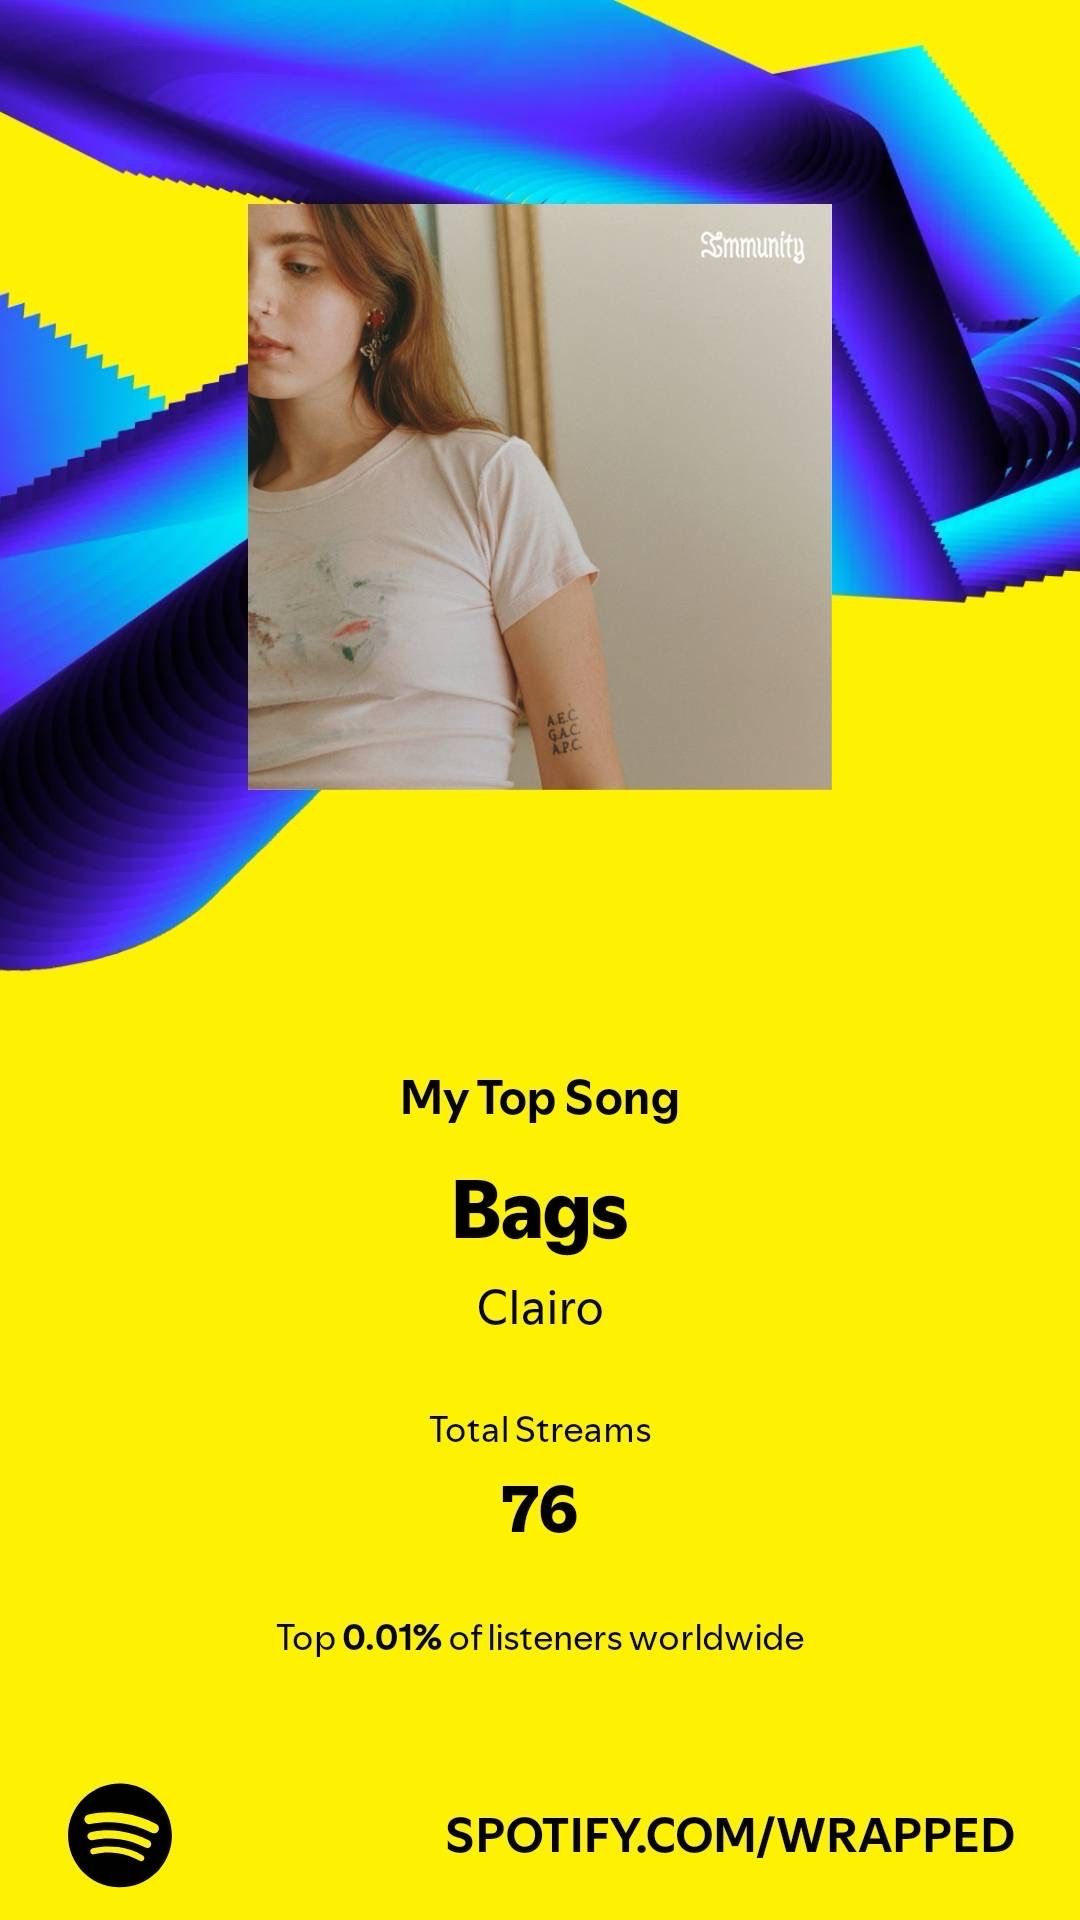 Immunity
A.E.C.
G.A.C.
A.P.C.
My Top Song
Bags
Clairo
Total Streams
76
Top 0.01% of listeners worldwide
SPOTIFY.COM/WRAPPED